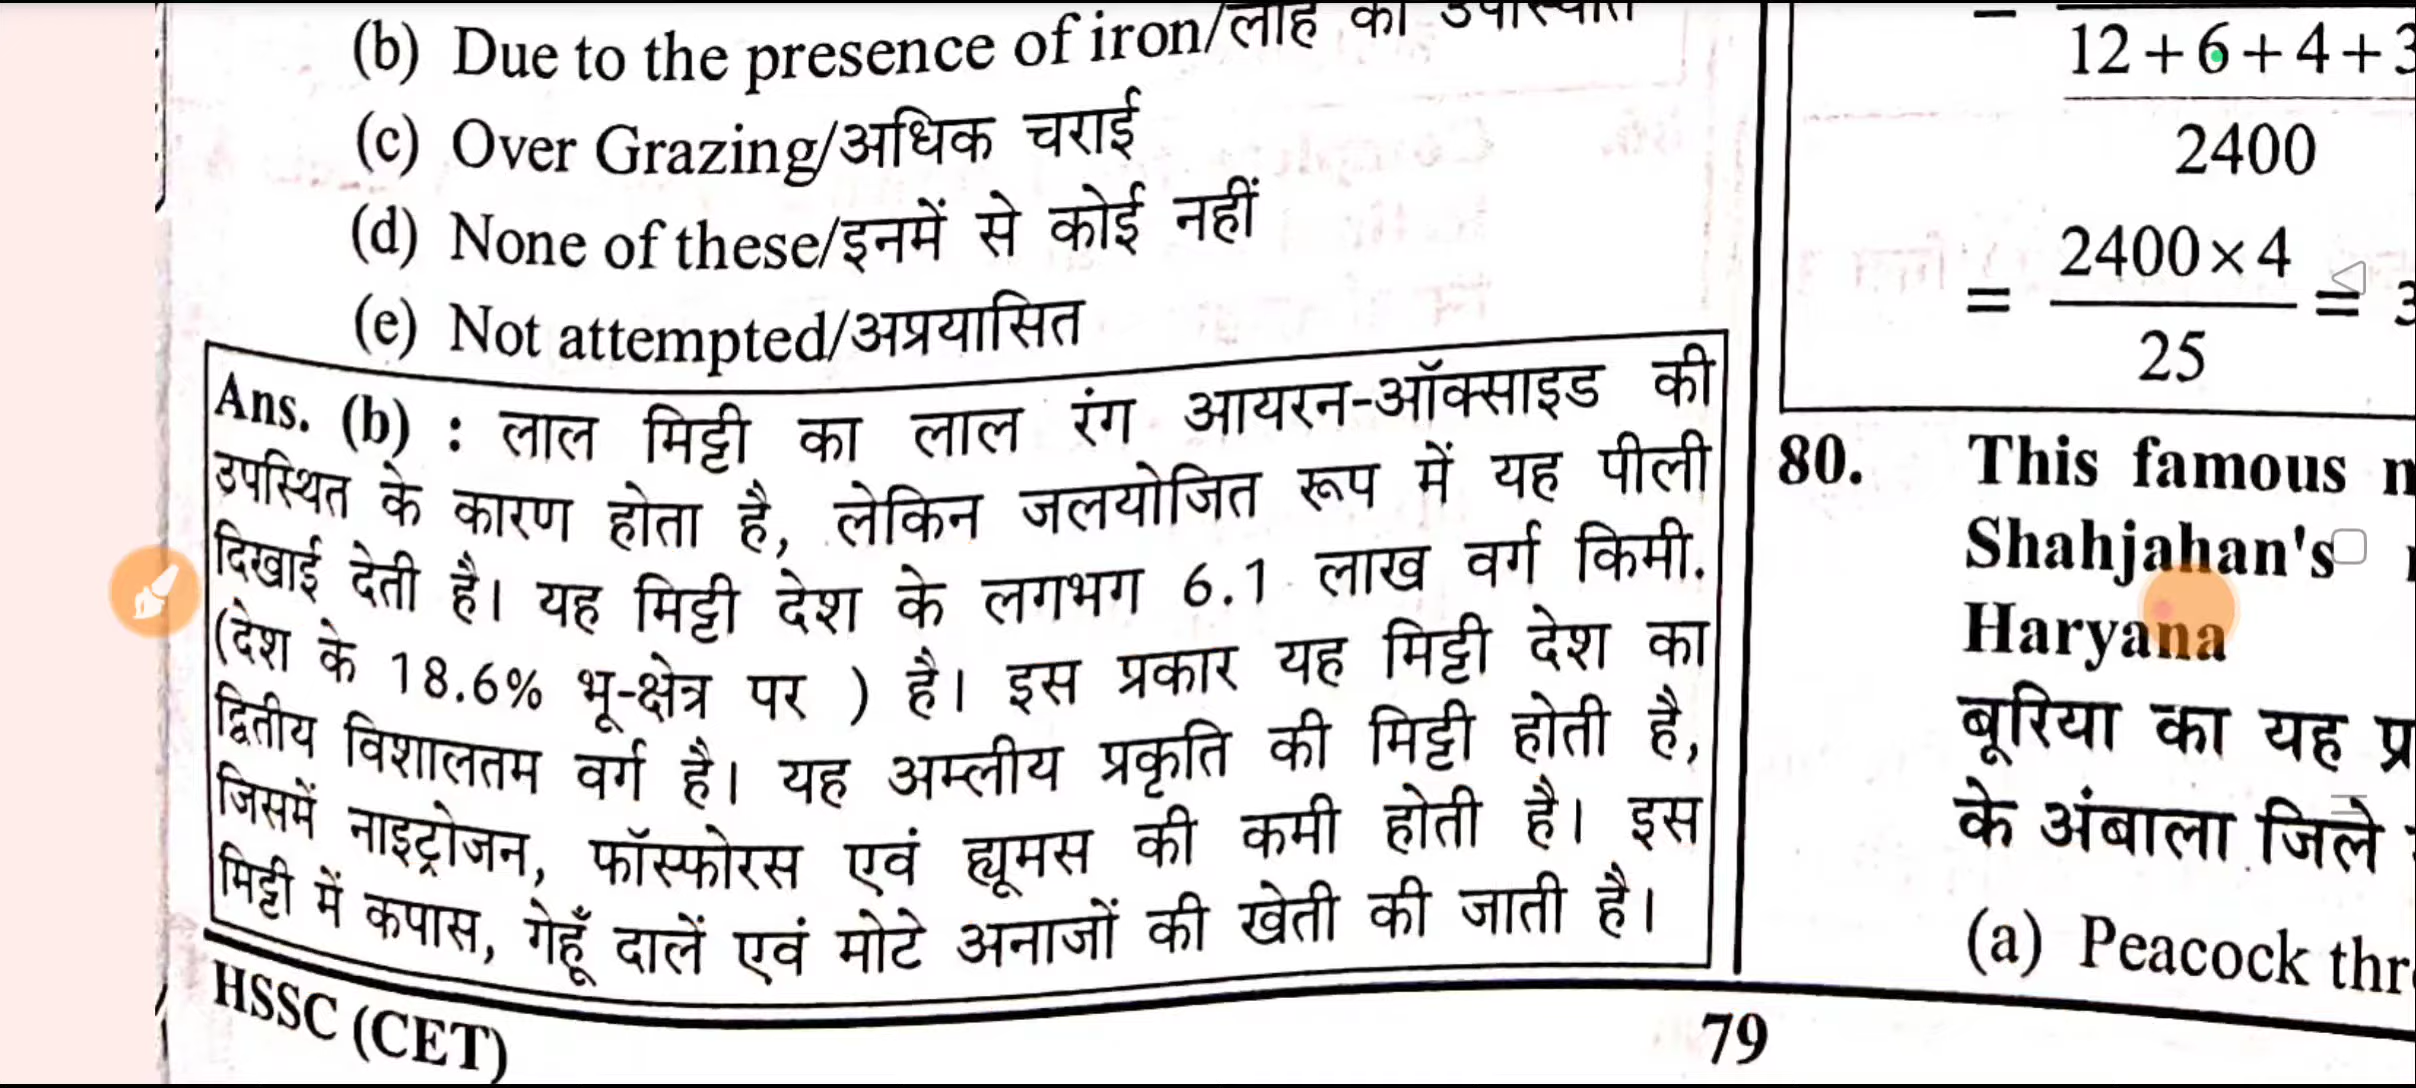 (b) Due to the presence of iron/लोहे की उपस्थिति
(c) Over Grazing/अधिक चराई
(d) None of these/इनमें से कोई नहीं
(e) Not attempted/अप्रयासित
Ans. (b) : लाल मिट्टी का लाल रंग आयरन-ऑक्साइड की
उपस्थित के कारण होता है, लेकिन जलयोजित रूप में यह पीली
दिखाई देती है। यह मिट्टी देश के लगभग 6.1 लाख वर्ग किमी.
(देश के 18.6% भू-क्षेत्र पर ) है। इस प्रकार यह मिट्टी देश का
द्वितीय विशालतम वर्ग है। यह अम्लीय प्रकृति की मिट्टी होती है,
जिसमें नाइट्रोजन, फॉस्फोरस एवं ह्यूमस की कमी होती है। इस
मिट्टी में कपास, गेहूँ दालें एवं मोटे अनाजों की खेती की जाती है।
HSSC (CET)
79
12+6+4+3
2400
= 2400×4 =
25
80. This famous
Shahjahan's
Haryana
बूरिया का यह
के अंबाला जिले
(a) Peacock